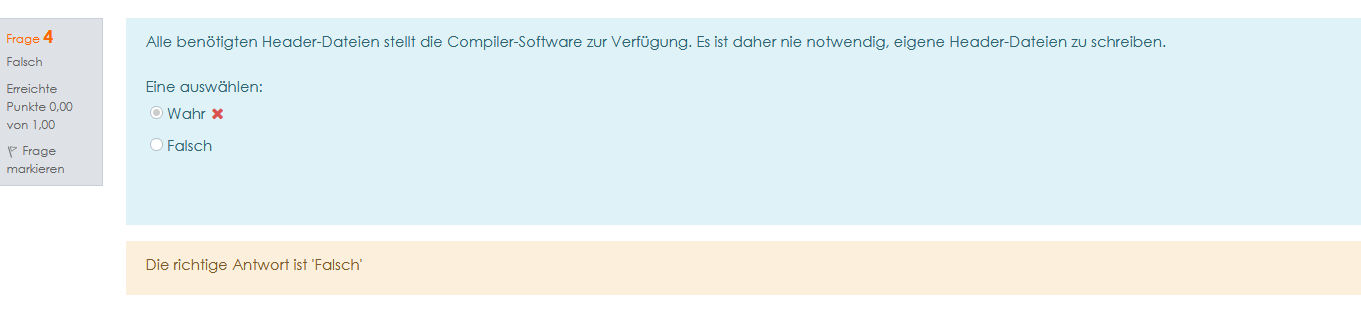 Frage 4
Falsch
Erreichte
Punkte 0,00
von 1,00
Frage
markieren
Alle benötigten Header-Dateien stellt die Compiler-Software zur Verfügung. Es ist daher nie notwendig, eigene Header-Dateien zu schreiben.
Eine auswählen:
Wahr
Falsch
Die richtige Antwort ist 'Falsch'